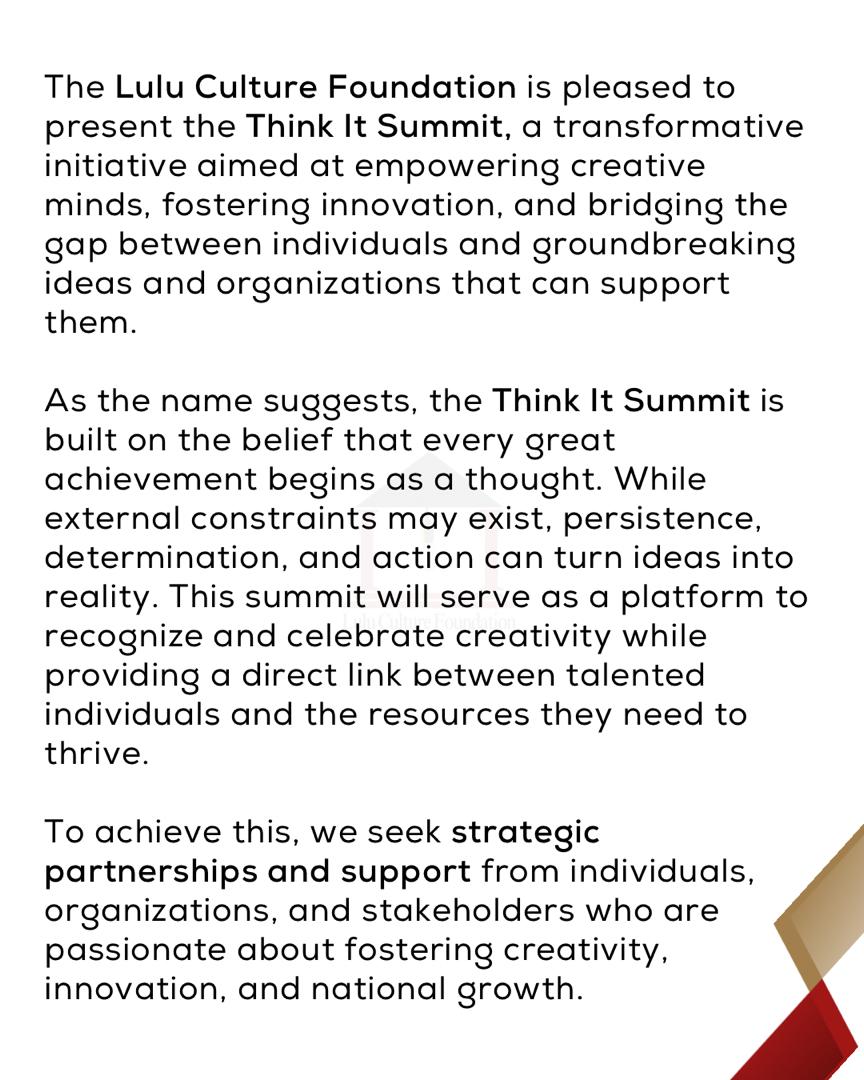 The Lulu Culture Foundation is pleased to
present the Think It Summit, a transformative
initiative aimed at empowering creative
minds, fostering innovation, and bridging the
gap between individuals and groundbreaking
ideas and organizations that can support
them.
As the name suggests, the Think It Summit is
built on the belief that every great
achievement begins as a thought. While
external constraints may exist, persistence,
determination, and action can turn ideas into
reality. This summit will serve as a platform to
Lulu Culture Foundation
recognize and celebrate creativity while
providing a direct link between talented
individuals and the resources they need to
thrive.
To achieve this, we seek strategic
partnerships and support from individuals,
organizations, and stakeholders who are
passionate about fostering creativity,
innovation, and national growth.